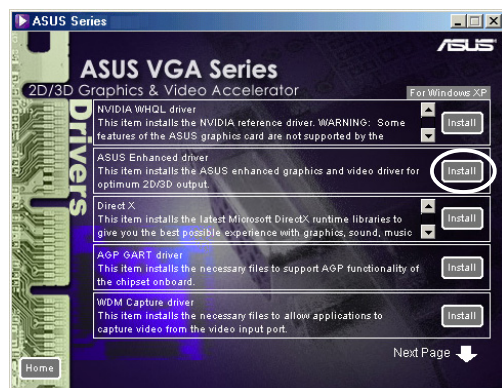 ASUS Series
ASUS
ASUS VGA Series
2D/3D Graphics & Video Accelerator
For Windows XP
Drivers
NVIDIA WHQL driver
This item installs the NVIDIA reference driver. WARNING: Some
features of the ASUS graphics card are not supported by the
Install
ASUS Enhanced driver
This item installs the ASUS enhanced graphics and video driver for
optimum 2D/3D output.
Install
Direct X
This item installs the latest Microsoft DirectX runtime libraries to
give you the best possible experience with graphics, sound, music
Install
AGP GART driver
This item installs the necessary files to support AGP functionality of
the chipset onboard.
Install
WDM Capture driver
This item installs the necessary files to allow applications to
capture video from the video input port.
Install
Next Page
Home